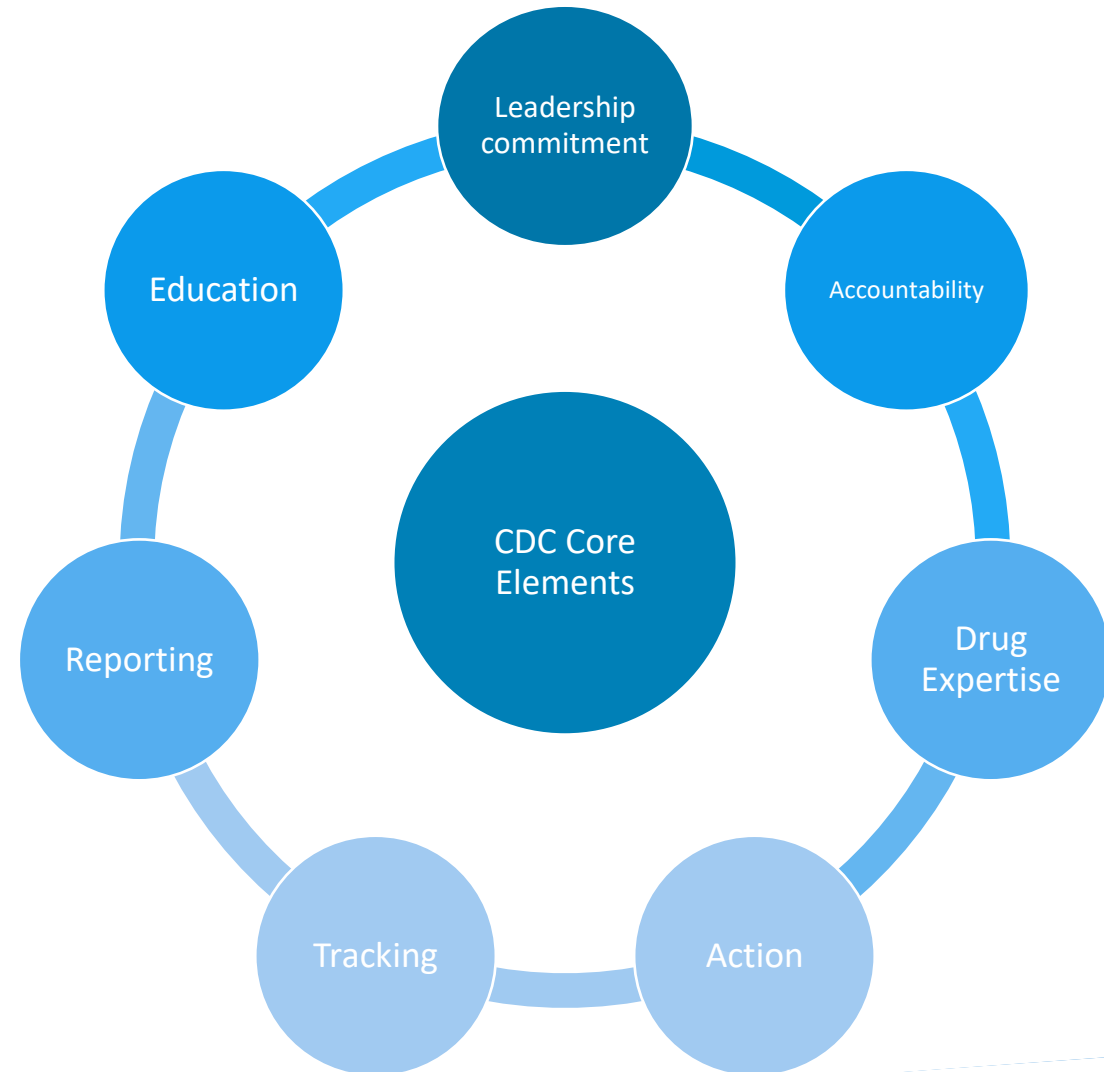 Leadership
commitment
Accountability
Drug
Expertise
Action
Tracking
Reporting
Education
CDC Core
Elements